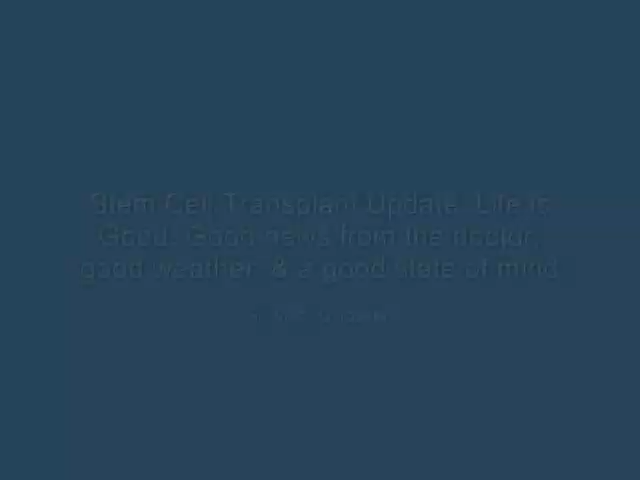 Stem Cell Transplant Update: Life is
Good. Good news from the doctor,
good weather, & a good state of mind